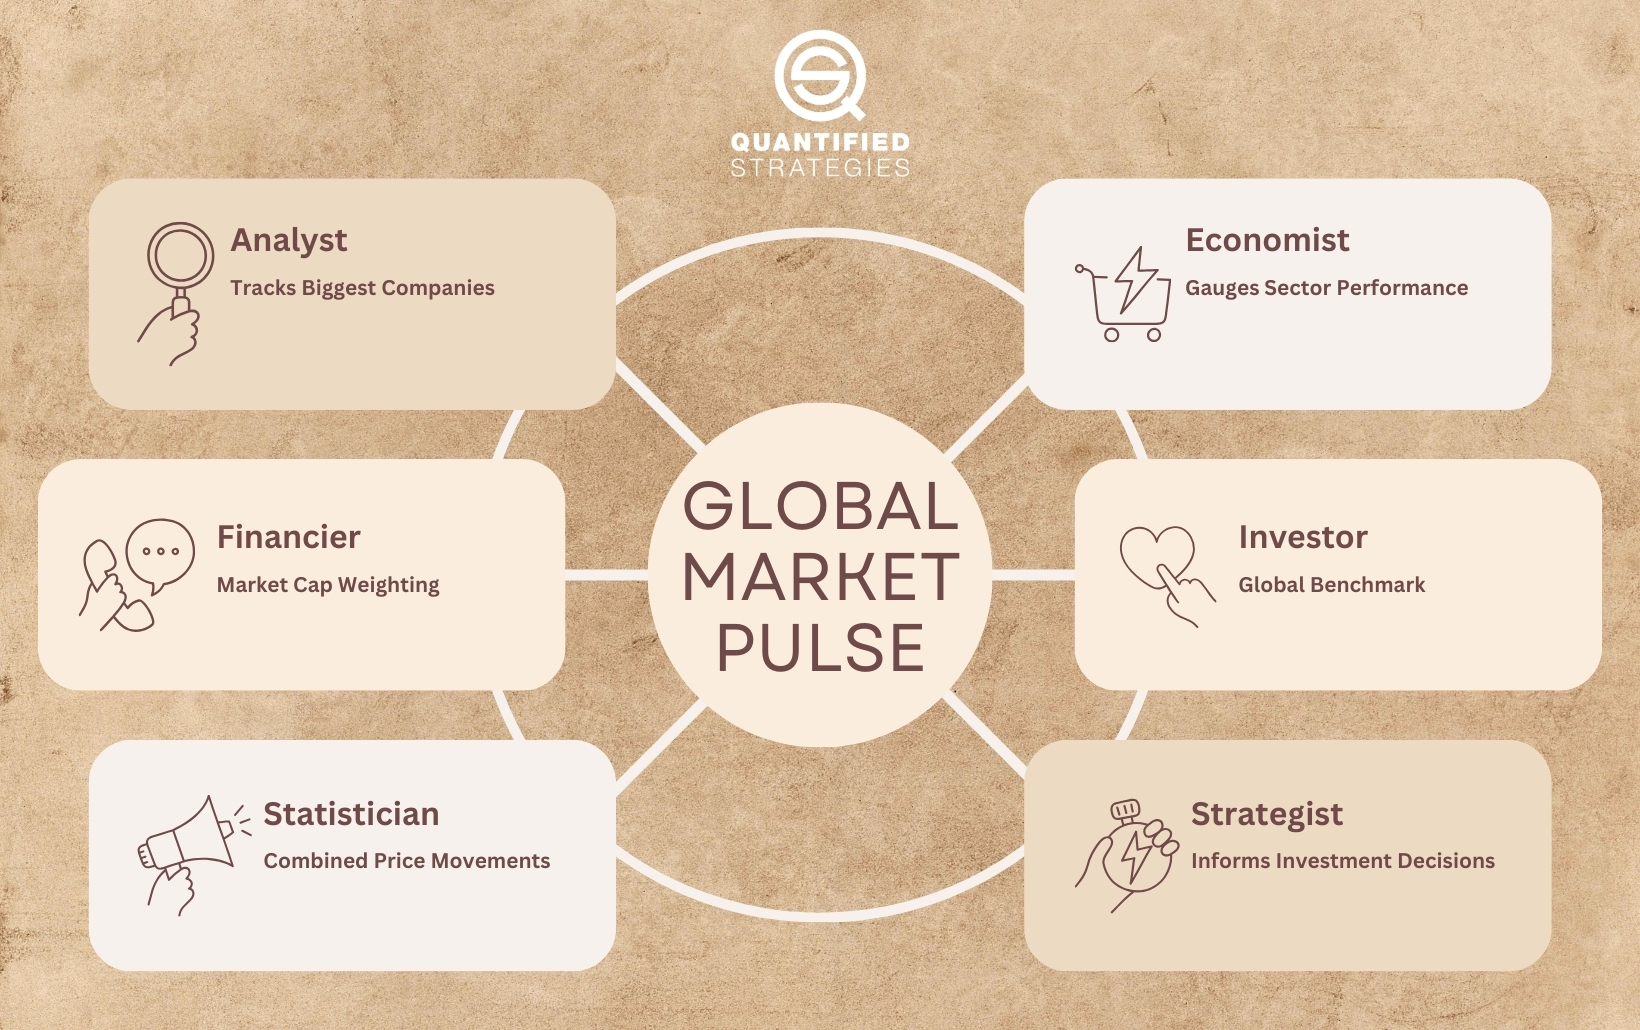 QUANTIFIED
STRATEGIES
Analyst
Tracks Biggest Companies
Economist
Gauges Sector Performance
Financier
Market Cap Weighting
GLOBAL
MARKET
PULSE
Investor
Global Benchmark
Statistician
Combined Price Movements
Strategist
Informs Investment Decisions